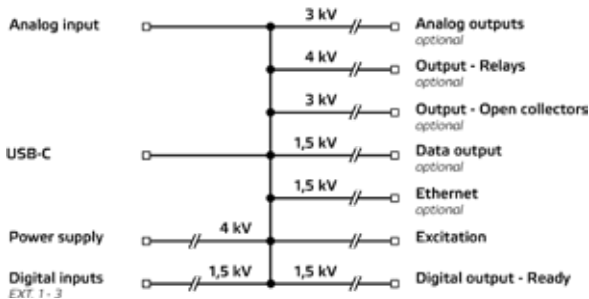 Analog input 3 kV Analog outputs
optional
4 kV Output - Relays
optional
3 kV Output - Open collectors
optional
USB-C 1,5 kV Data output
optional
1,5 kV Ethernet
optional
Power supply 4 kV Excitation
Digital inputs 1,5 kV 1,5 kV Digital output - Ready
EXT. 1 - 3